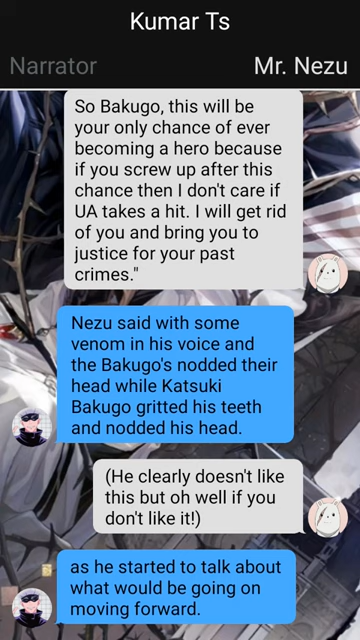 Kumar Ts
Narrator
Mr. Nezu
So Bakugo, this will be
your only chance of ever
becoming a hero because
if you screw up after this
chance then I don't care if
UA takes a hit. I will get rid
of you and bring you to
justice for your past
crimes."
Nezu said with some
venom in his voice and
the Bakugo's nodded their
head while Katsuki
Bakugo gritted his teeth
and nodded his head.
(He clearly doesn't like
this but oh well if you
don't like it!)
as he started to talk about
what would be going on
moving forward.